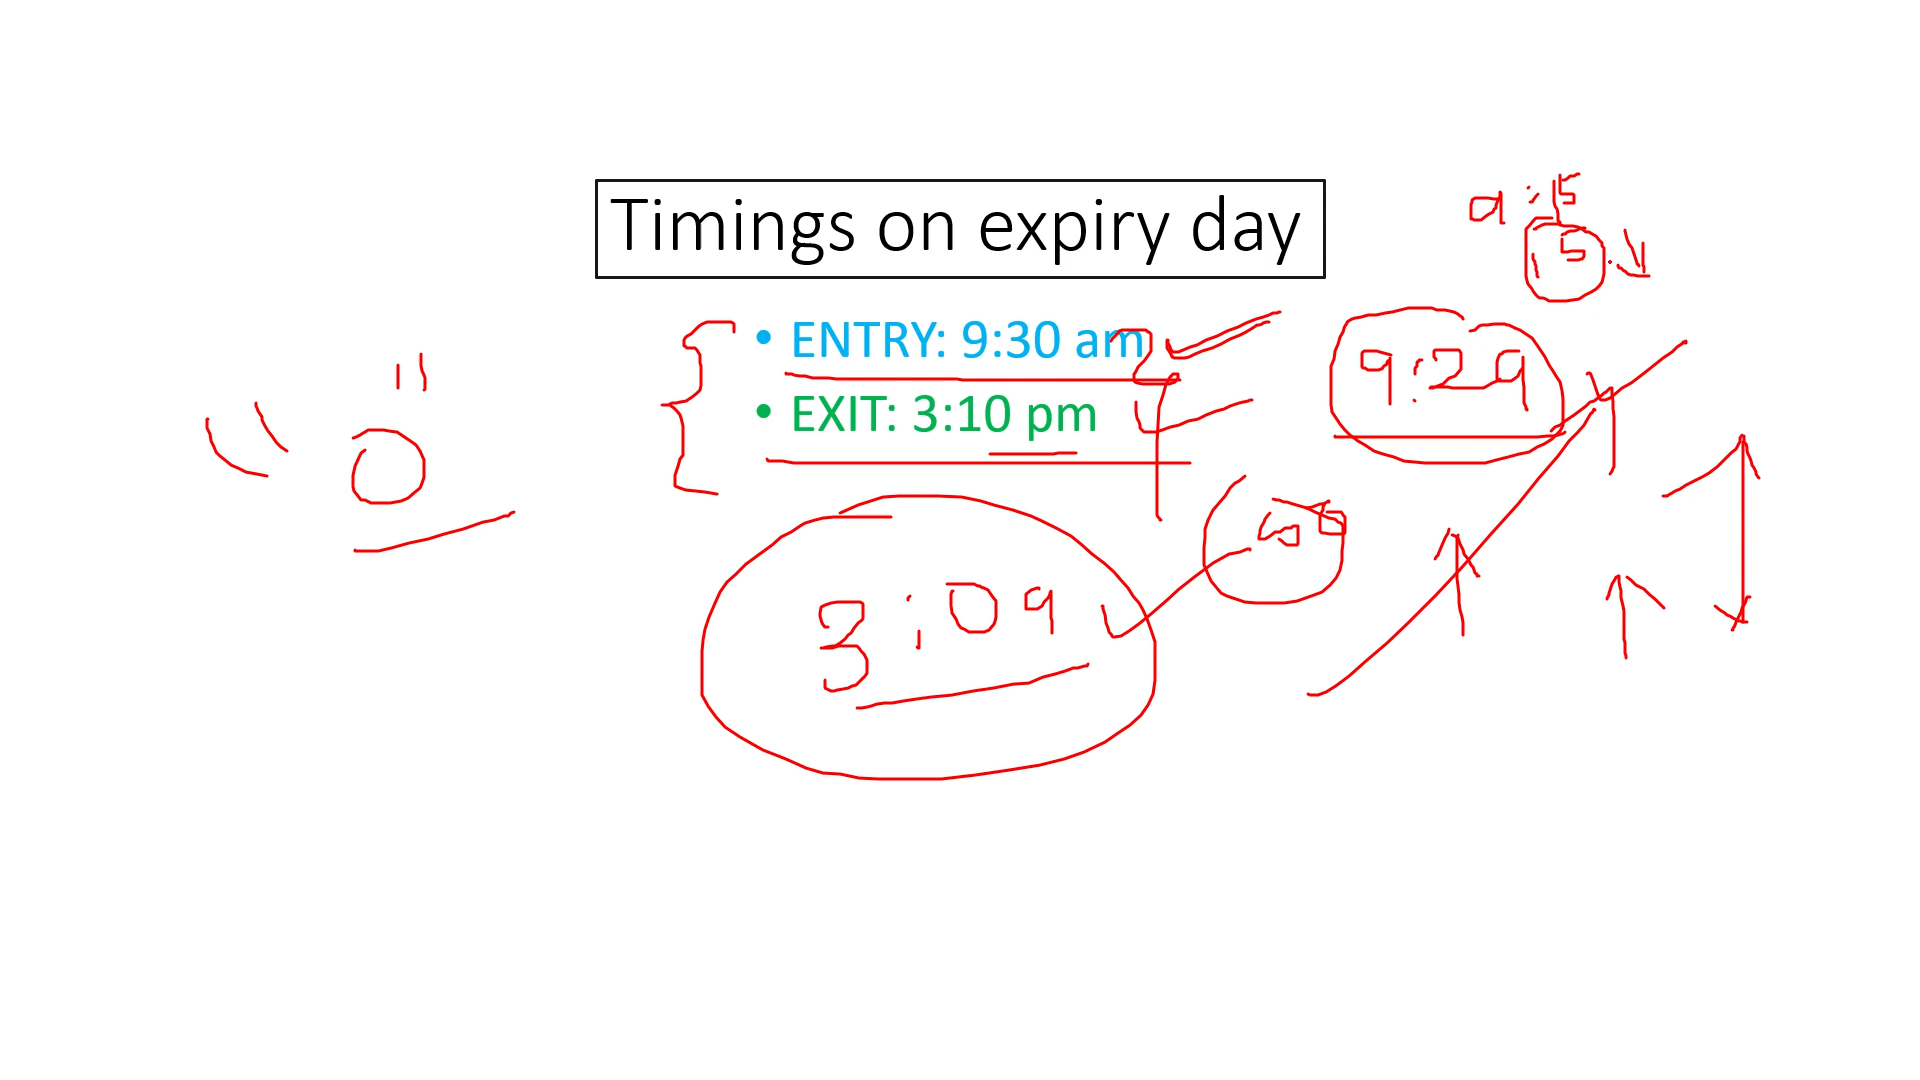 9:15
Timings on expiry day
15
• ENTRY: 9:30 am
9:29
• EXIT: 3:10 pm
3:09